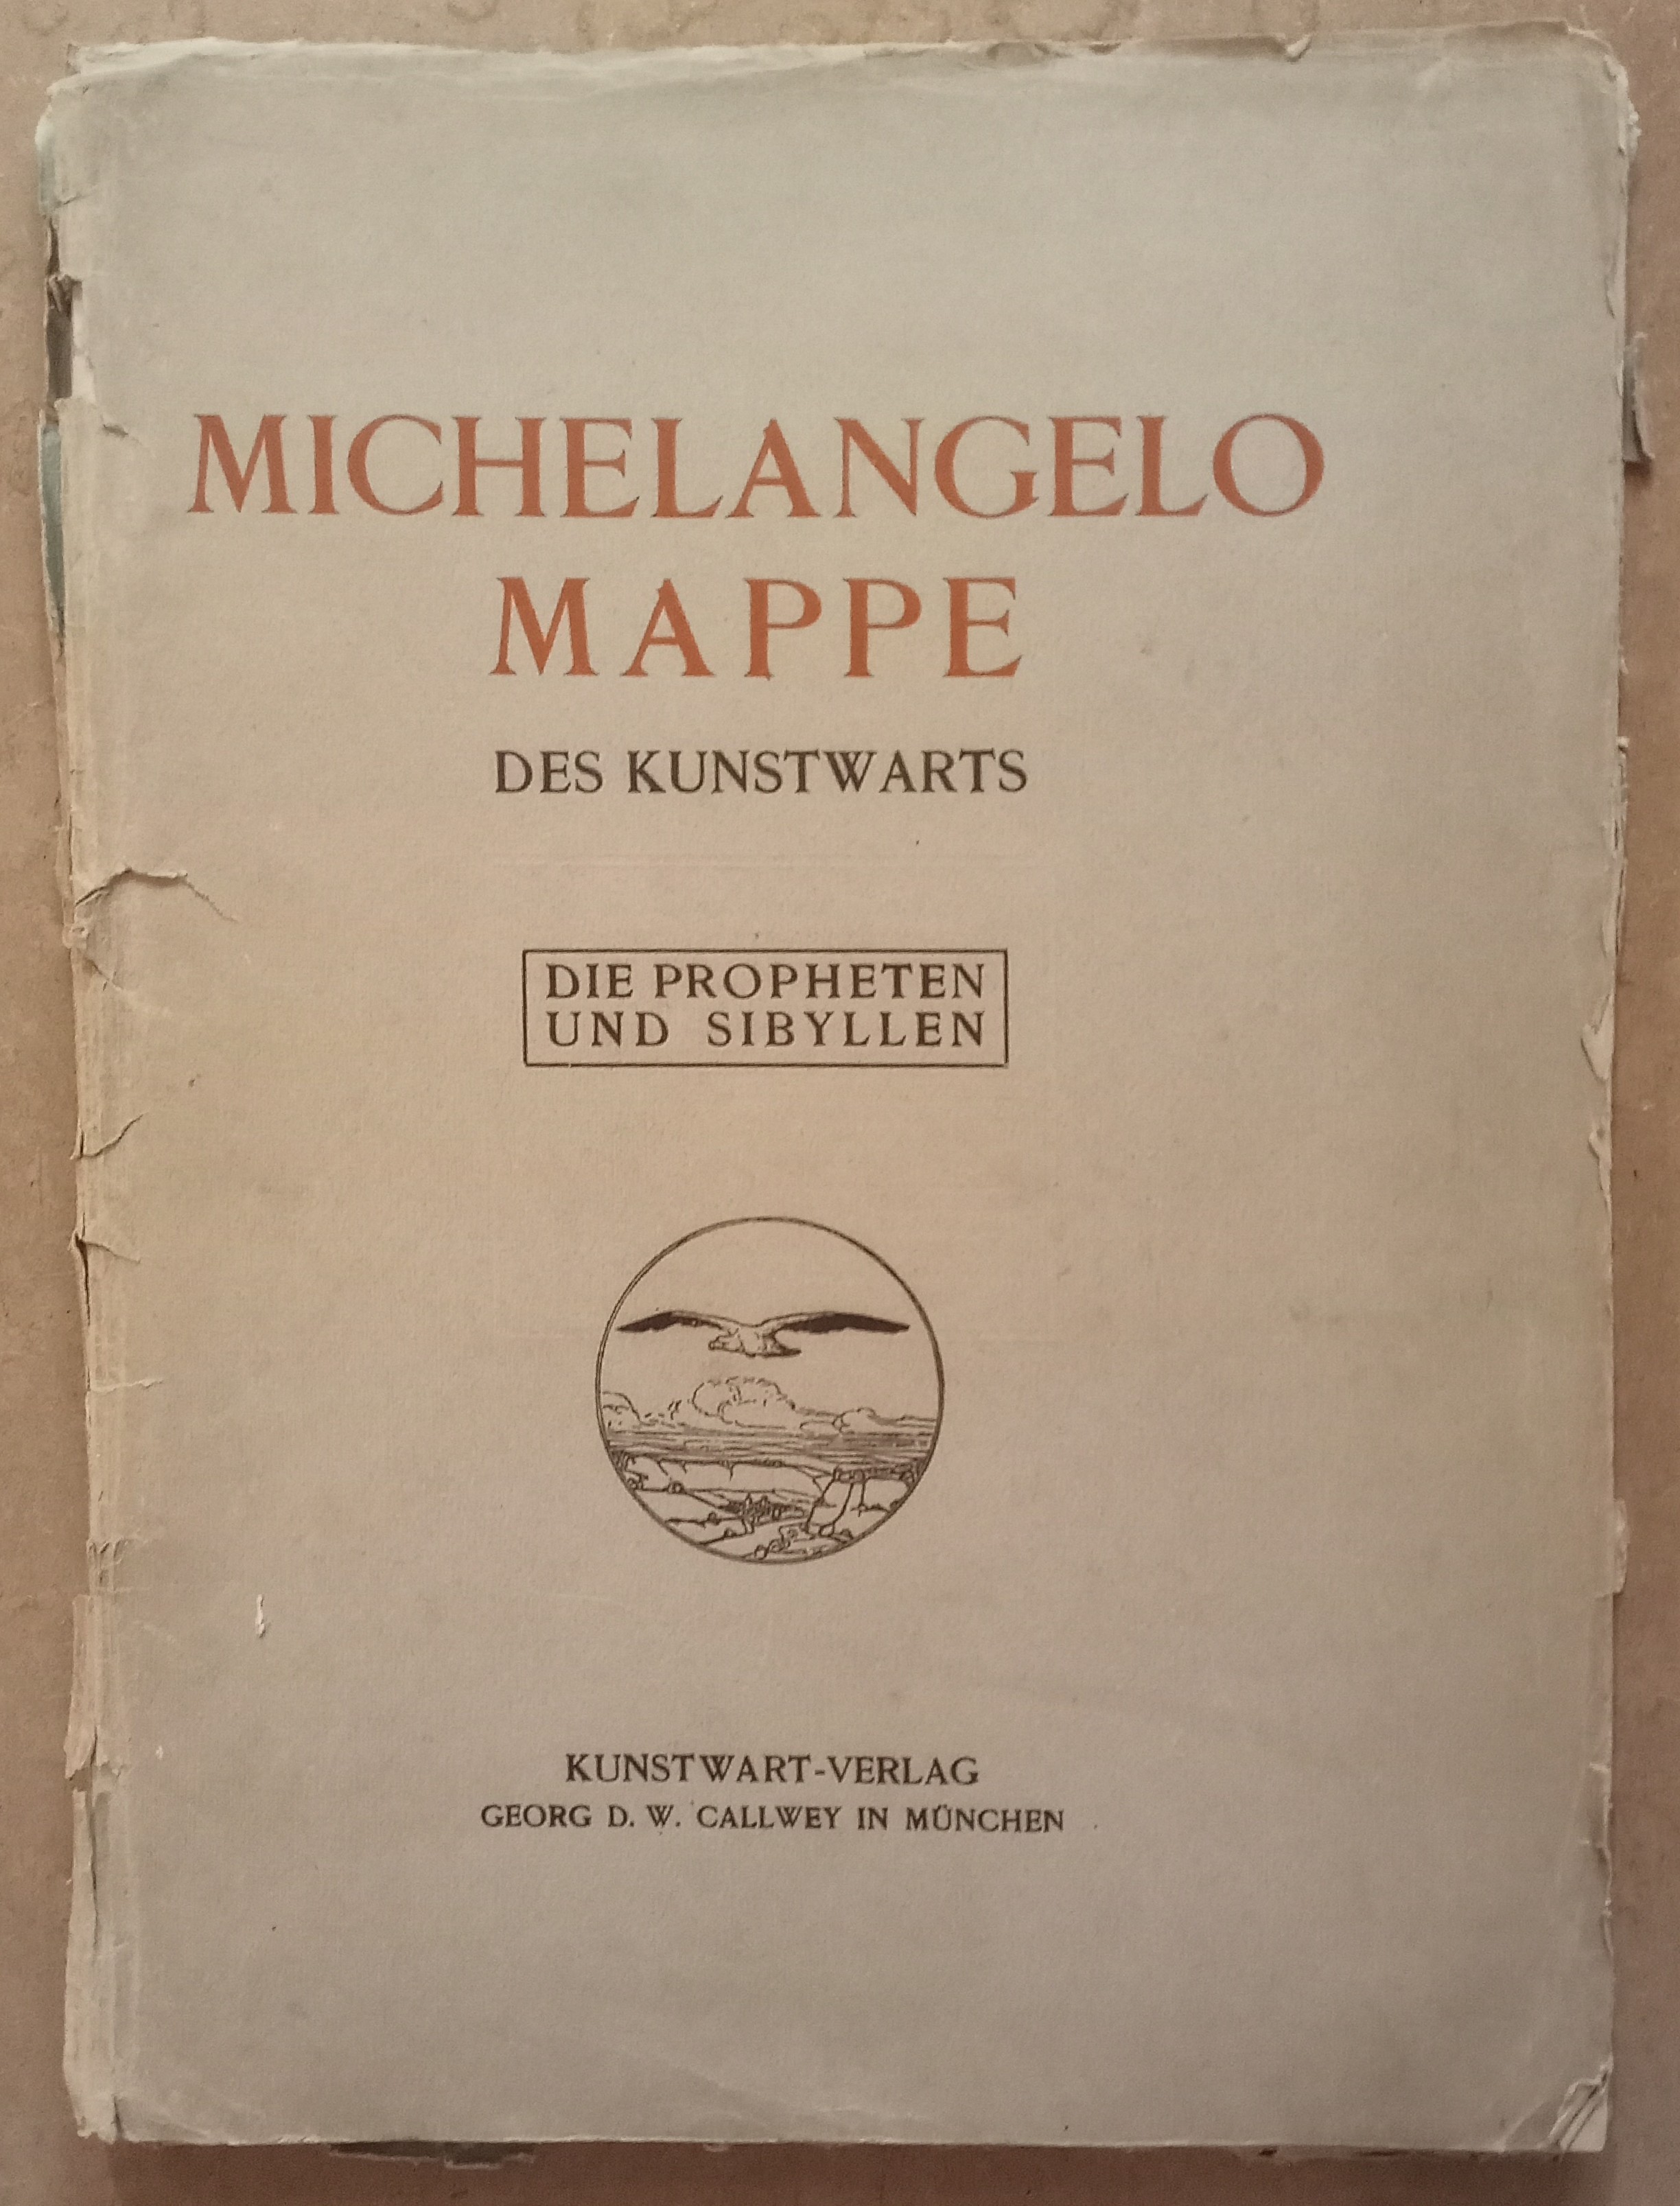 MICHELANGELO
MAPPE
DES KUNSTWARTS
DIE PROPHETEN
UND SIBYLLEN
KUNSTWART-VERLAG
GEORG D. W. CALLWEY IN MÜNCHEN